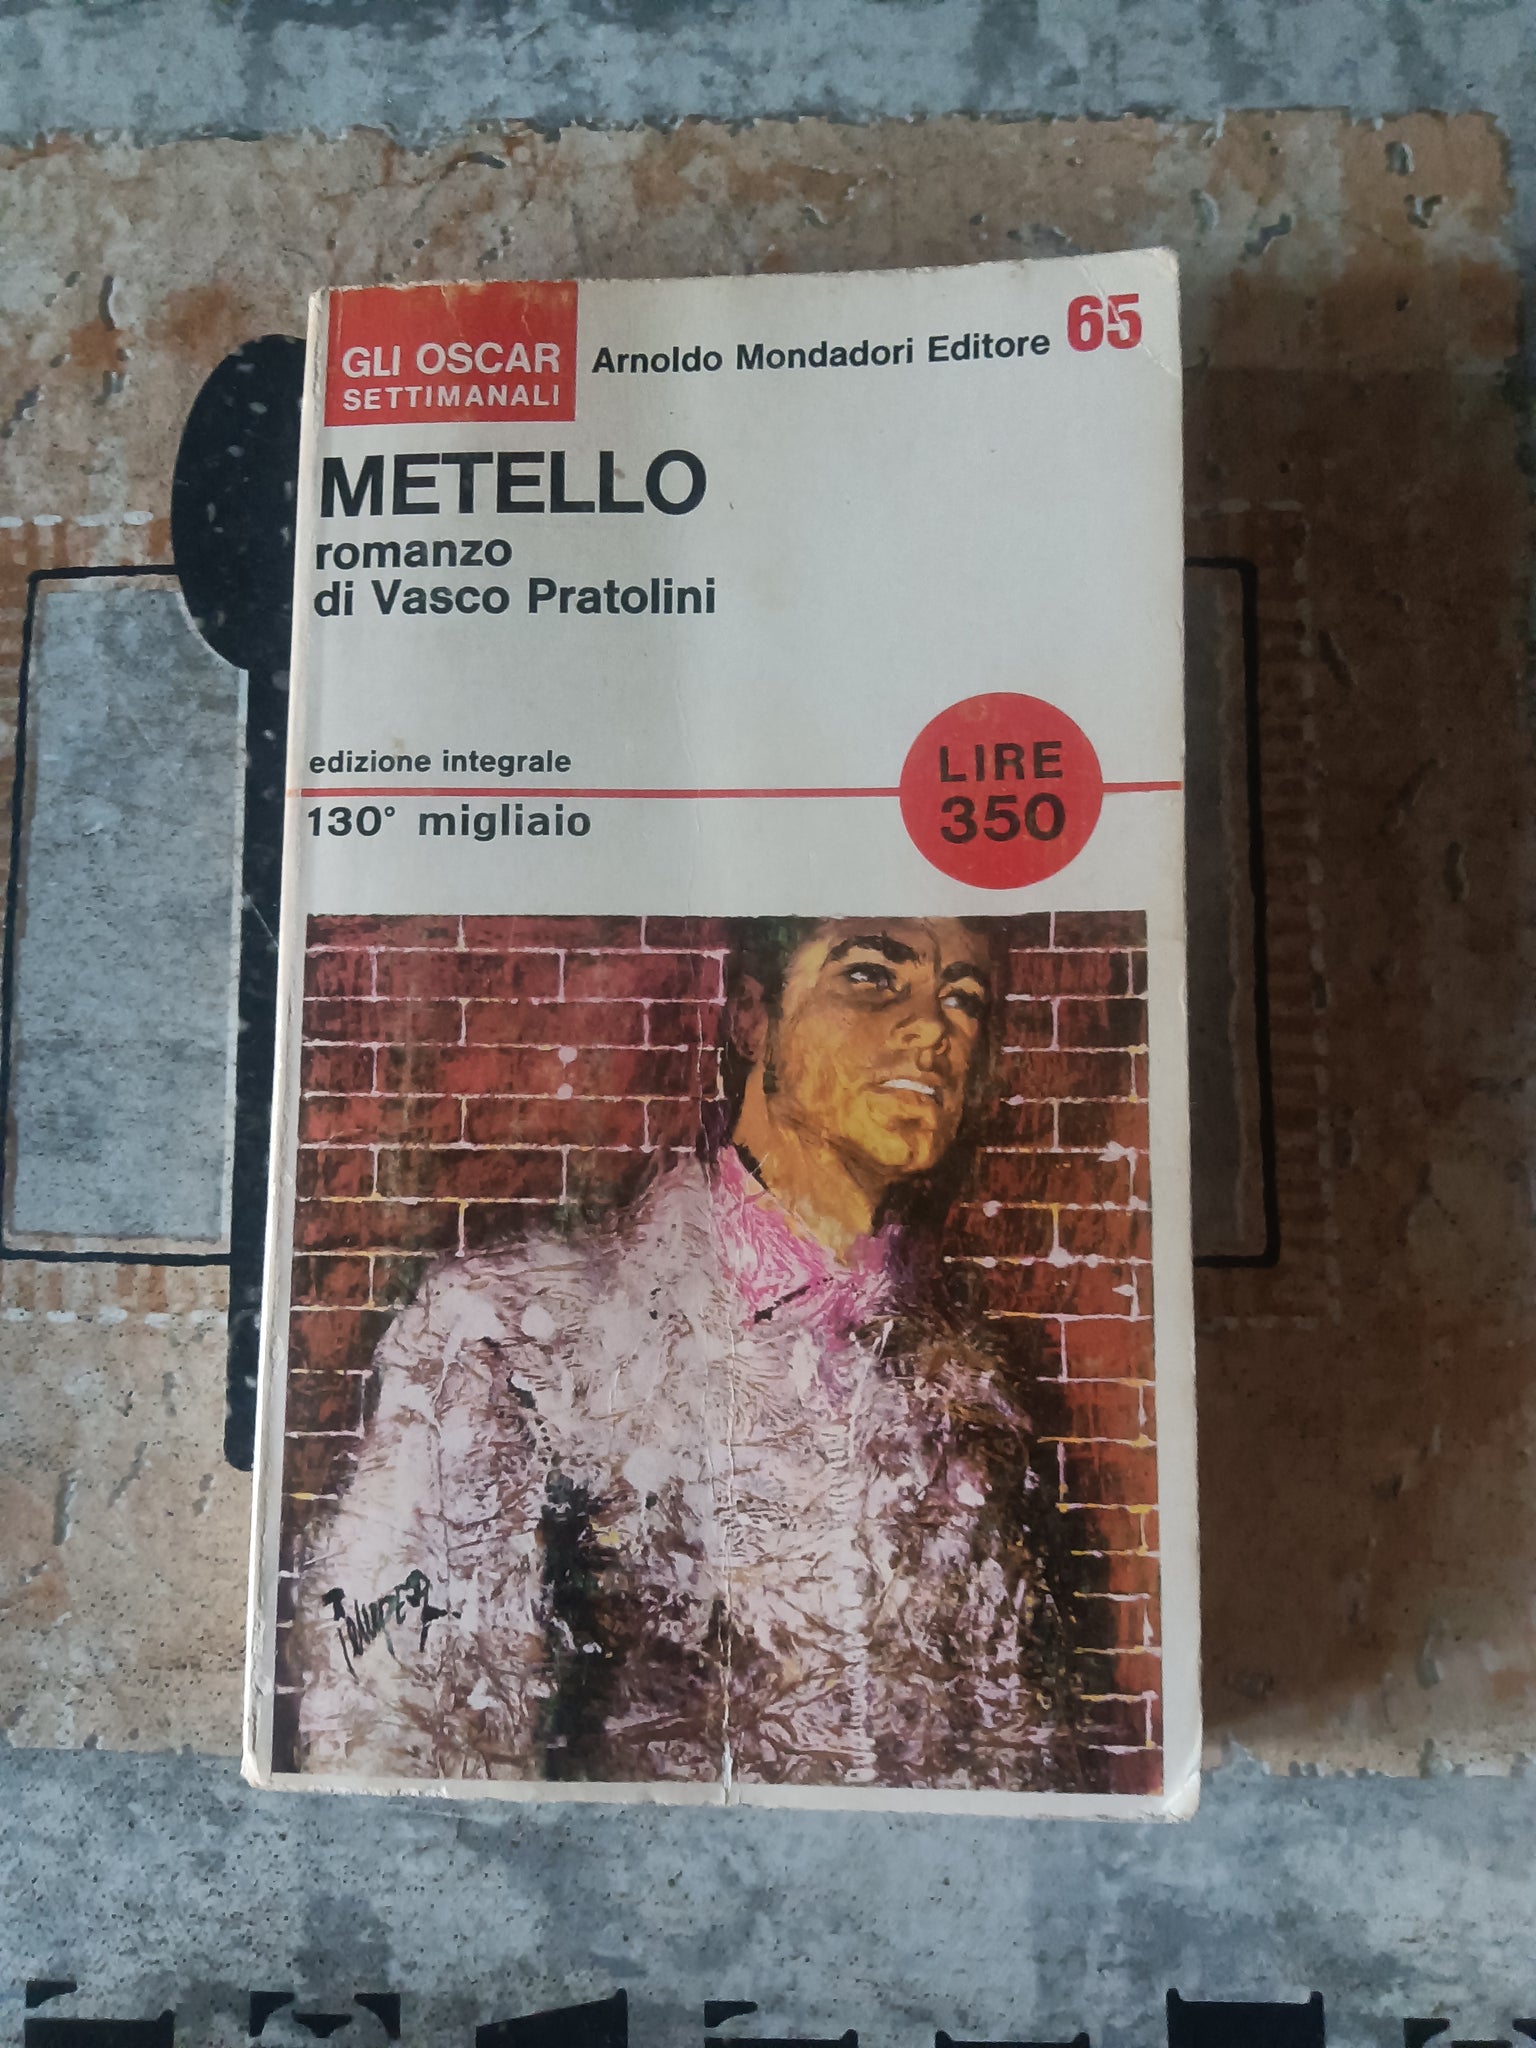 GLI OSCAR
SETTIMANALI
Arnoldo Mondadori Editore 65
METELLO
romanzo
di Vasco Pratolini
edizione integrale
130° migliaio
LIRE
350